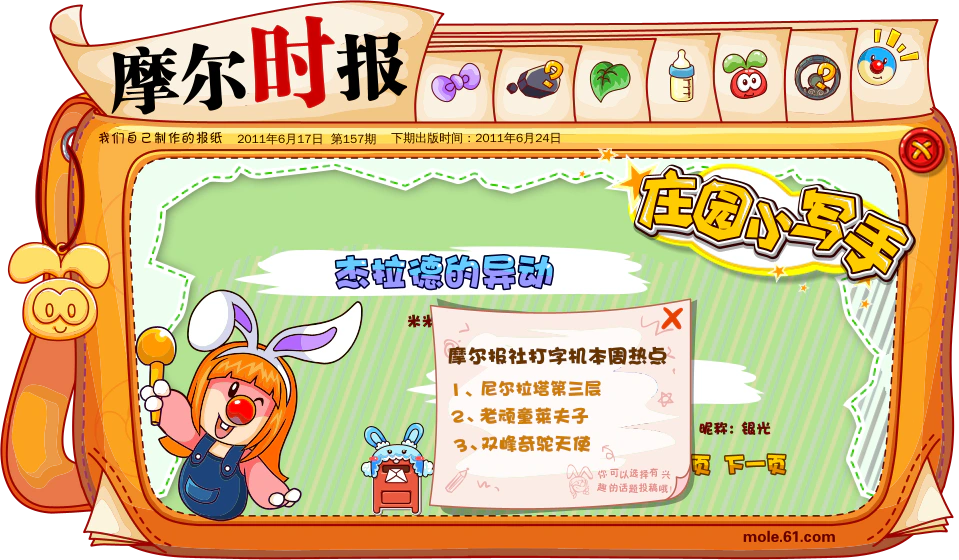 摩尔时报
我们自己制作的报纸 2011年6月17日 第157期 下期出版时间：2011年6月24日
庄园小写手
杰拉德的异动
米米
摩尔报社打字机本周热点
1、尼尔拉塔第三层
2、老顽童菜夫子
3、双峰奇驼天使
昵称：银光
页 下一页
你可以选择有兴
趣的话题投稿哦!
mole.61.com